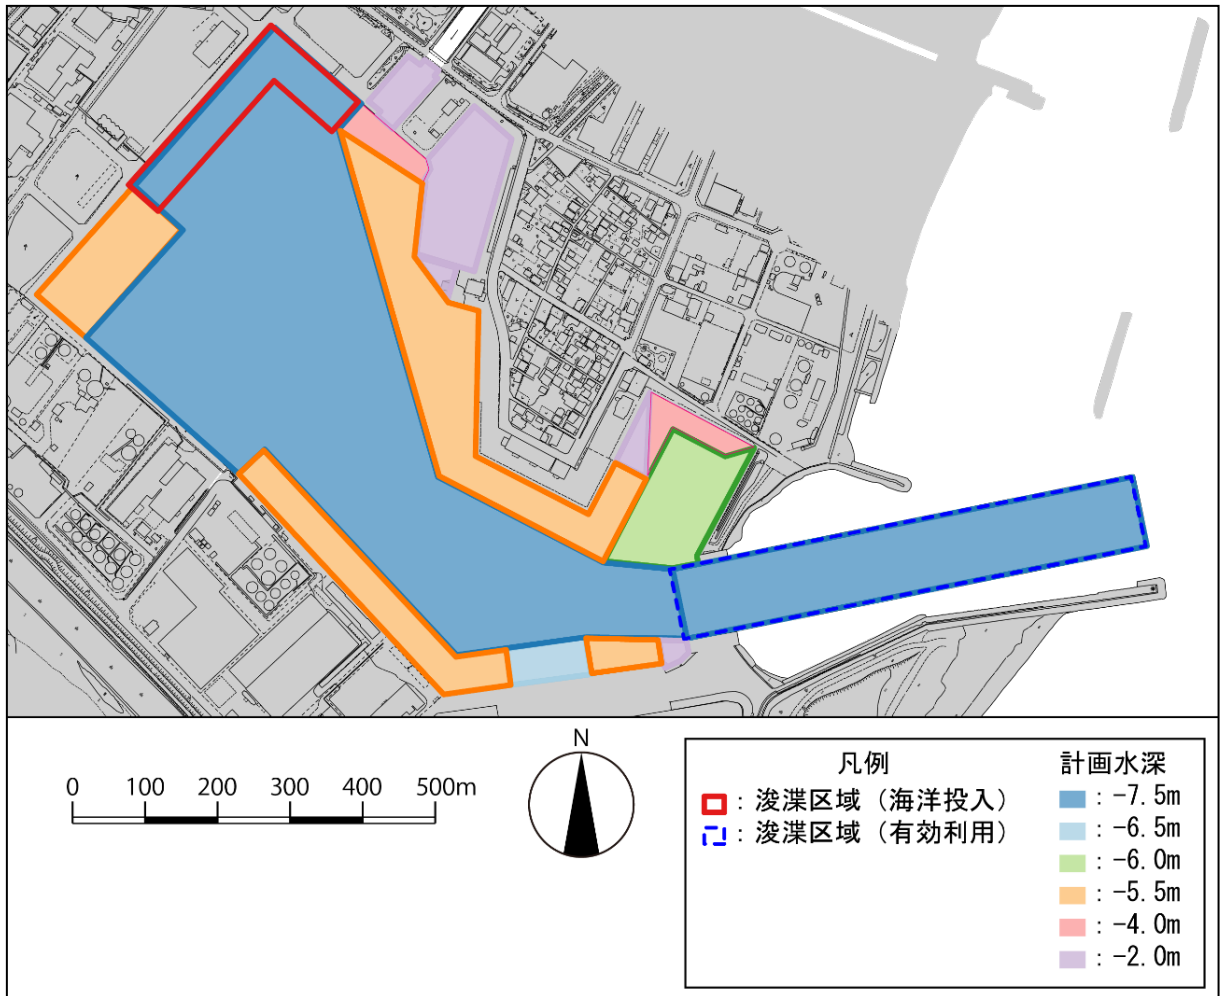 N
0 100 200 300 400 500m
凡例
：浚渫区域（海洋投入）
：浚渫区域（有効利用）
計画水深
：-7.5m
：-6.5m
：-6.0m
：-5.5m
：-4.0m
：-2.0m